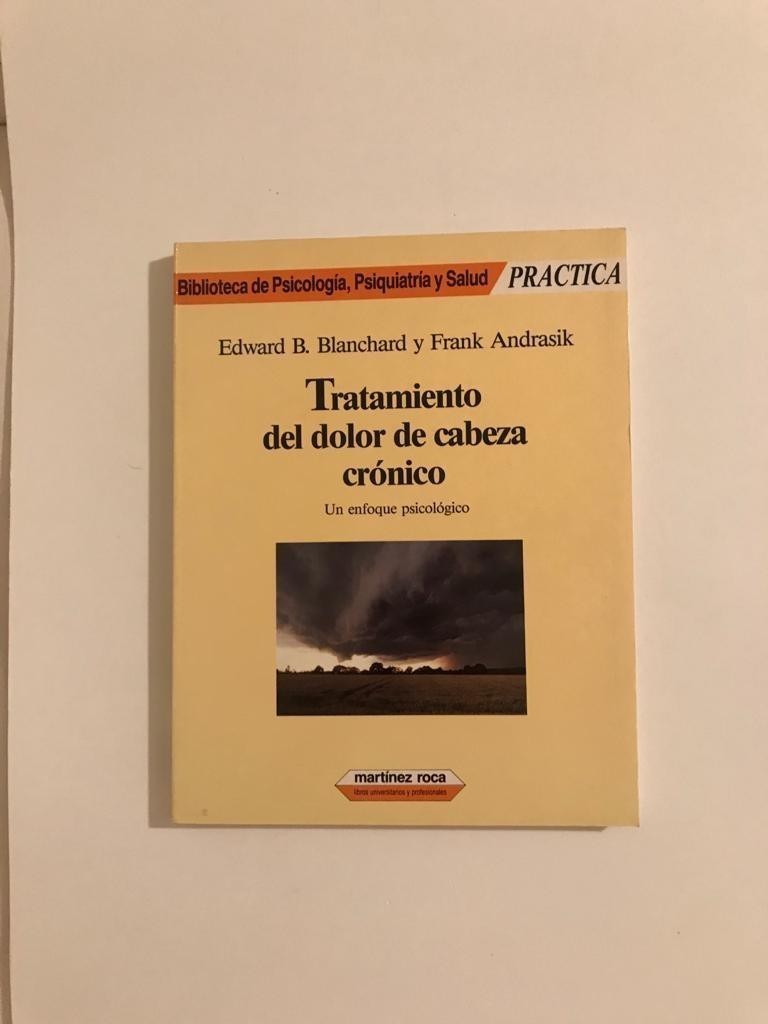 Biblioteca de Psicología, Psiquiatría y Salud PRACTICA
Edward B. Blanchard y Frank Andrasik
Tratamiento
del dolor de cabeza
crónico
Un enfoque psicológico
martínez roca
libros universitarios y profesionales